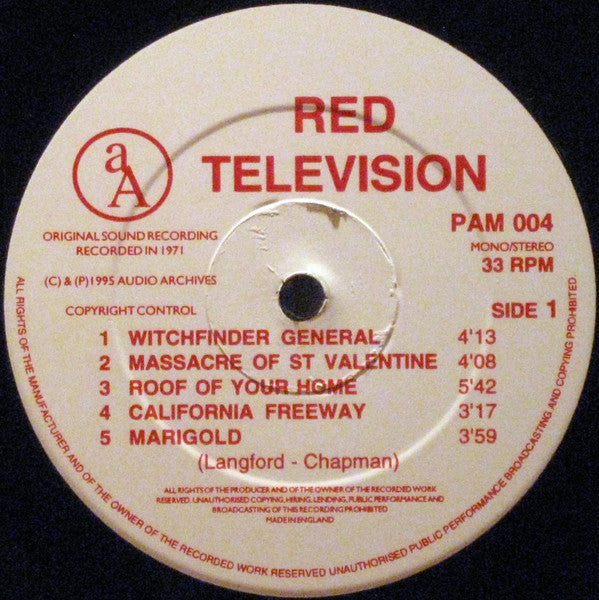 RED
TELEVISION
aA
ORIGINAL SOUND RECORDING
RECORDED IN 1971
(C) & (P)1995 AUDIO ARCHIVES
COPYRIGHT CONTROL
PAM 004
MONO/STEREO
33 RPM
SIDE 1
1 WITCHFINDER GENERAL 4'13
2 MASSACRE OF ST VALENTINE 4'08
3 ROOF OF YOUR HOME 5'42
4 CALIFORNIA FREEWAY 3'17
5 MARIGOLD 3'59
(Langford - Chapman)
ALL RIGHTS OF THE PRODUCER AND OF THE OWNER OF THE RECORDED WORK
RESERVED. UNAUTHORISED COPYING, HIRING, LENDING, PUBLIC PERFORMANCE AND
BROADCASTING OF THIS RECORDING PROHIBITED
MADE IN ENGLAND
ALL RIGHTS OF THE MANUFACTURER AND OF THE OWNER OF THE RECORDED WORK RESERVED UNAUTHORISED PUBLIC PERFORMANCE BROADCASTING AND COPYING PROHIBITED.